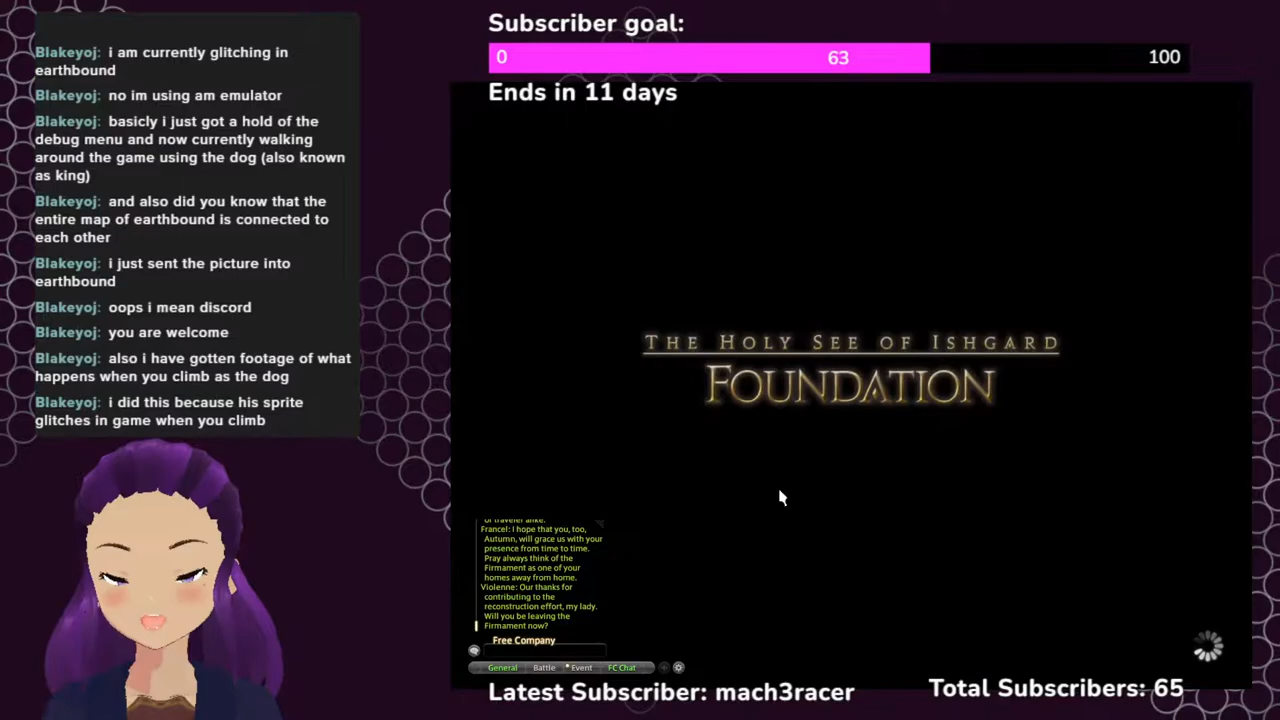 Blakeyoj: i am currently glitching in
earthbound
Blakeyoj: no im using am emulator
Blakeyoj: basicly i just got a hold of the
debug menu and now currently walking
around the game using the dog (also known
as king)
Blakeyoj: and also did you know that the
entire map of earthbound is connected to
each other
Blakeyoj: i just sent the picture into
earthbound
Blakeyoj: oops i mean discord
Blakeyoj: you are welcome
Blakeyoj: also i have gotten footage of what
happens when you climb as the dog
Blakeyoj: i did this because his sprite
glitches in game when you climb
Subscriber goal:
0 63 100
Ends in 11 days
THE HOLY SEE OF ISHGARD
FOUNDATION
or traveler alike.
Francel: I hope that you, too,
Autumn, will grace us with your
presence from time to time.
Pray always think of the
Firmament as one of your
homes away from home.
Violenne: Our thanks for
contributing to the
reconstruction effort, my lady.
Will you be leaving the
Firmament now?
Free Company
General Battle Event FC Chat
Latest Subscriber: mach3racer
Total Subscribers: 65